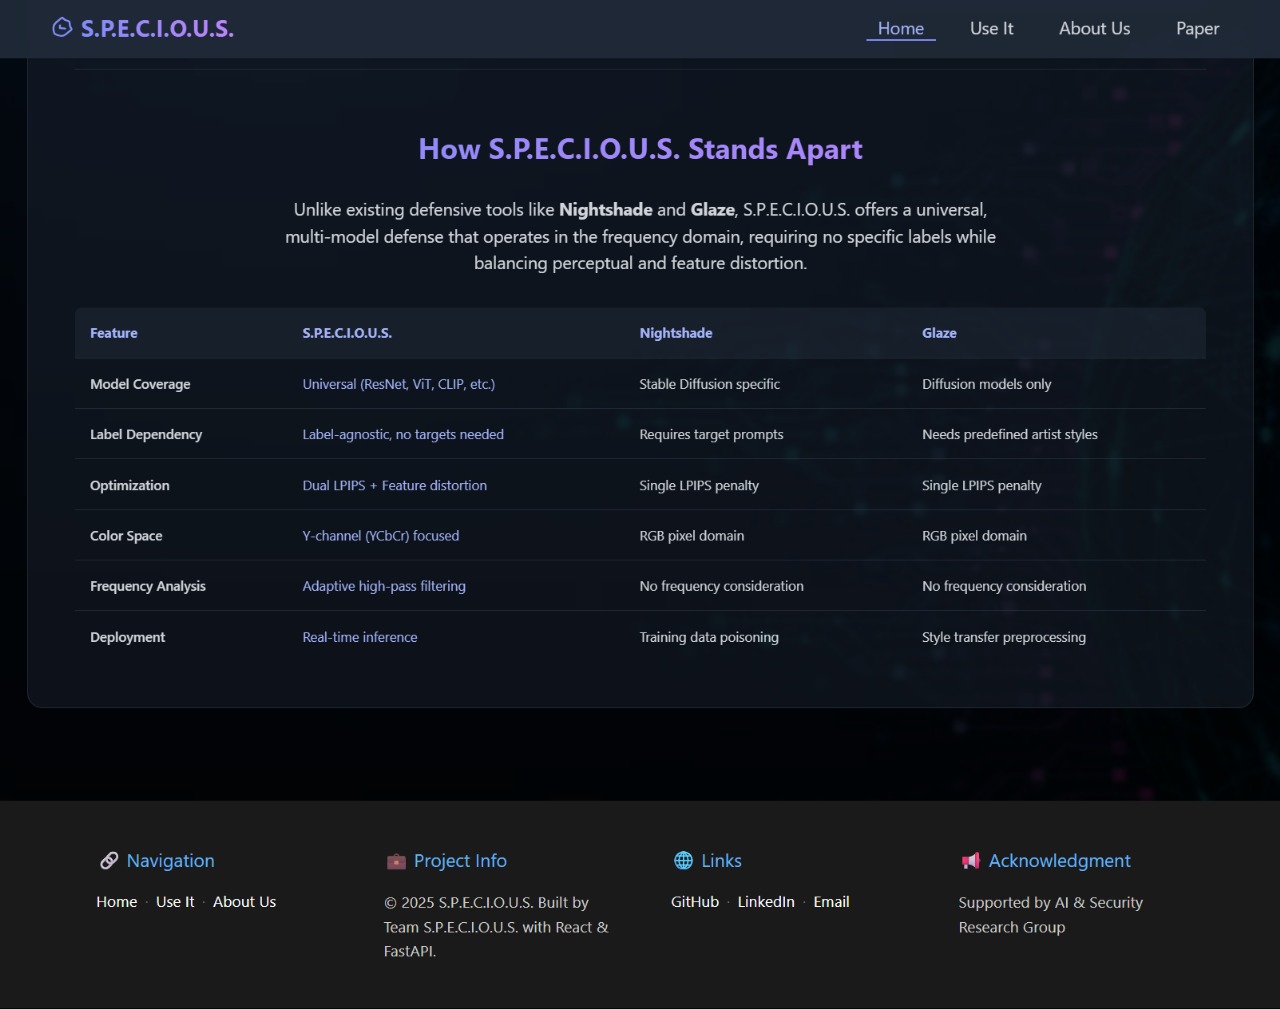 S.P.E.C.I.O.U.S.
Home Use It About Us Paper
How S.P.E.C.I.O.U.S. Stands Apart
Unlike existing defensive tools like Nightshade and Glaze, S.P.E.C.I.O.U.S. offers a universal,
multi-model defense that operates in the frequency domain, requiring no specific labels while
balancing perceptual and feature distortion.
Feature S.P.E.C.I.O.U.S. Nightshade Glaze
Model Coverage Universal (ResNet, ViT, CLIP, etc.) Stable Diffusion specific Diffusion models only
Label Dependency Label-agnostic, no targets needed Requires target prompts Needs predefined artist styles
Optimization Dual LPIPS + Feature distortion Single LPIPS penalty Single LPIPS penalty
Color Space Y-channel (YCbCr) focused RGB pixel domain RGB pixel domain
Frequency Analysis Adaptive high-pass filtering No frequency consideration No frequency consideration
Deployment Real-time inference Training data poisoning Style transfer preprocessing
Navigation
Home · Use It · About Us
Project Info
© 2025 S.P.E.C.I.O.U.S. Built by
Team S.P.E.C.I.O.U.S. with React &
FastAPI.
Links
GitHub · LinkedIn · Email
Acknowledgment
Supported by AI & Security
Research Group